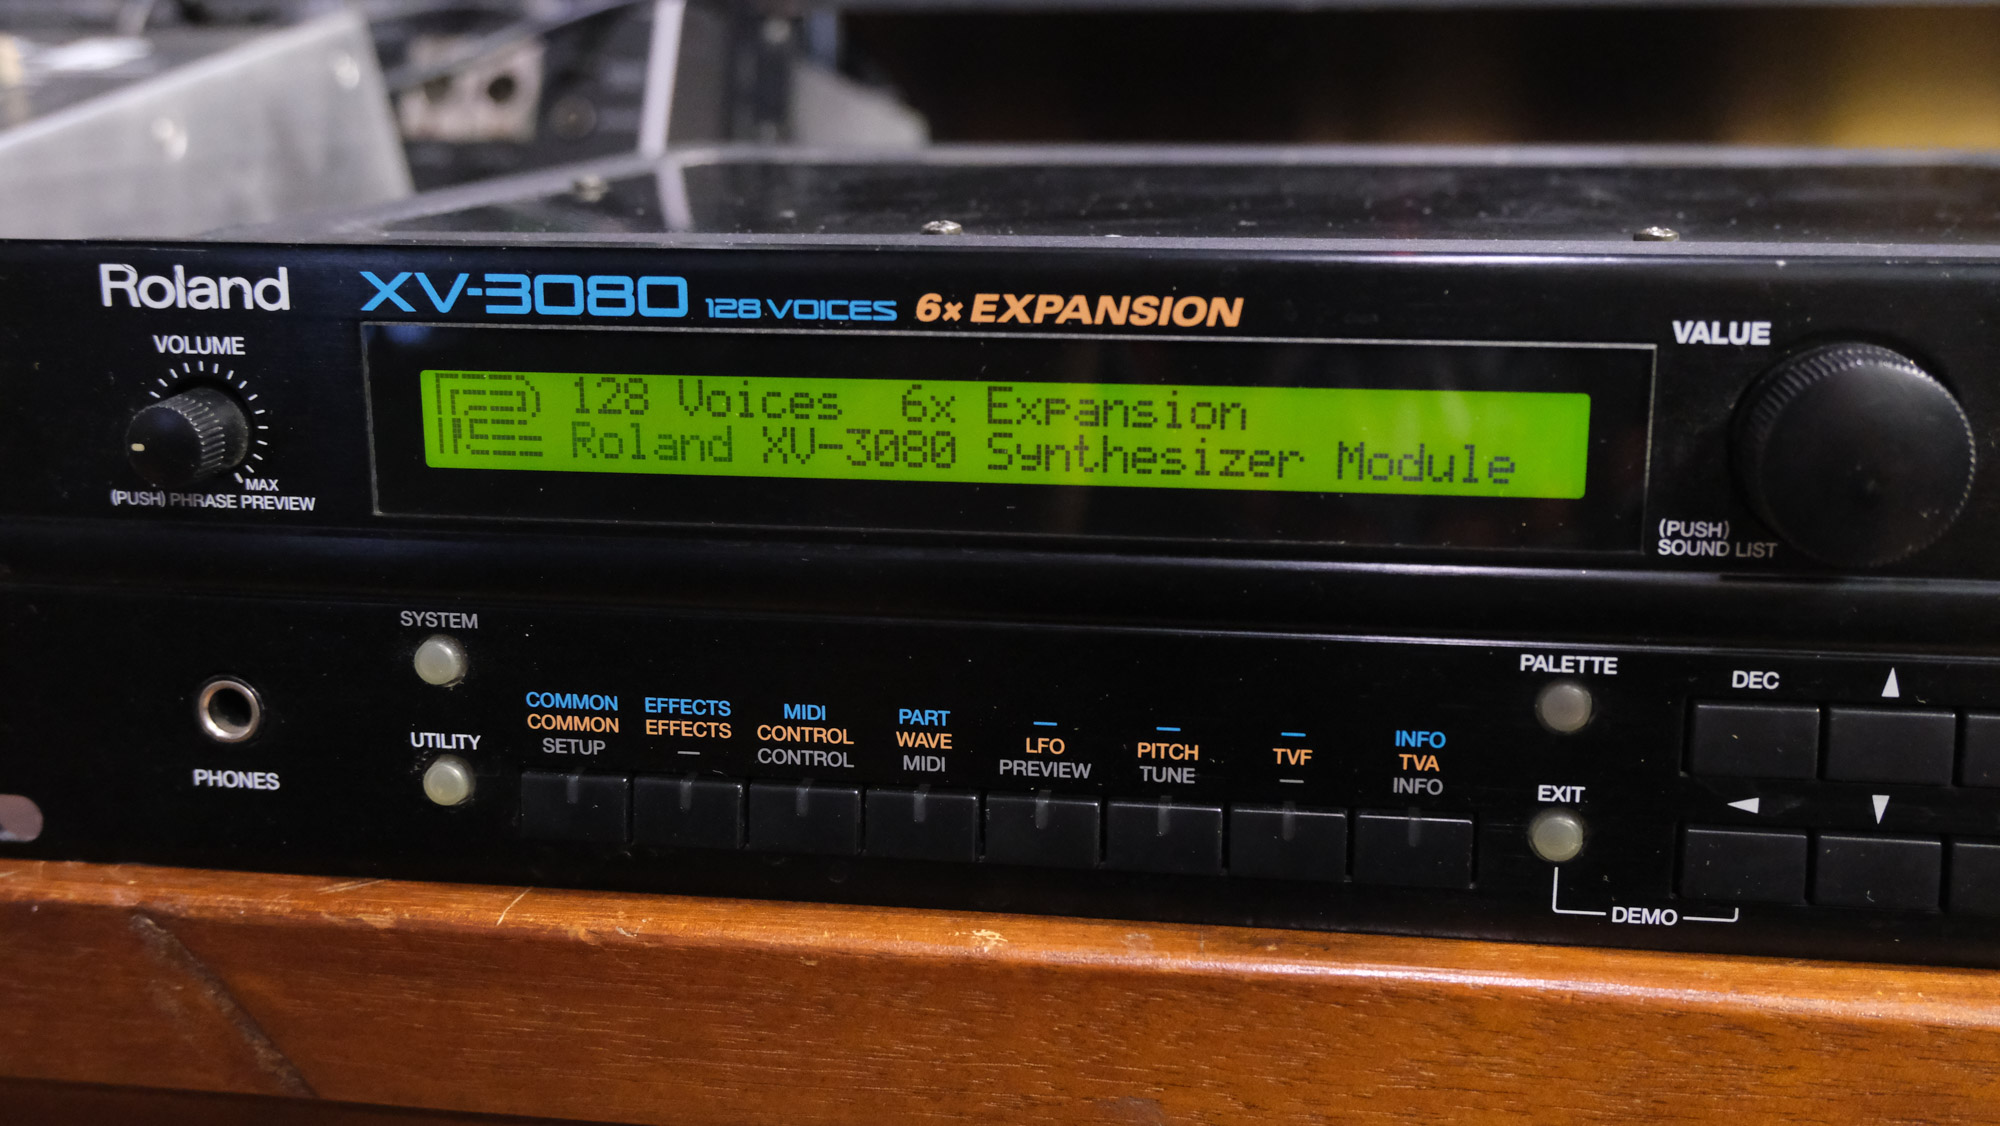 Roland
XV-3080 128 VOICES 6x EXPANSION
VOLUME
MAX
(PUSH) PHRASE PREVIEW
128 Voices 6x Expansion
Roland XV-3080 Synthesizer Module
VALUE
(PUSH)
SOUND LIST
PHONES
SYSTEM
UTILITY
COMMON
COMMON
SETUP
EFFECTS
EFFECTS
—
MIDI
CONTROL
CONTROL
PART
WAVE
MIDI
—
LFO
PREVIEW
—
PITCH
TUNE
—
TVF
—
INFO
TVA
INFO
PALETTE
EXIT
DEMO
DEC